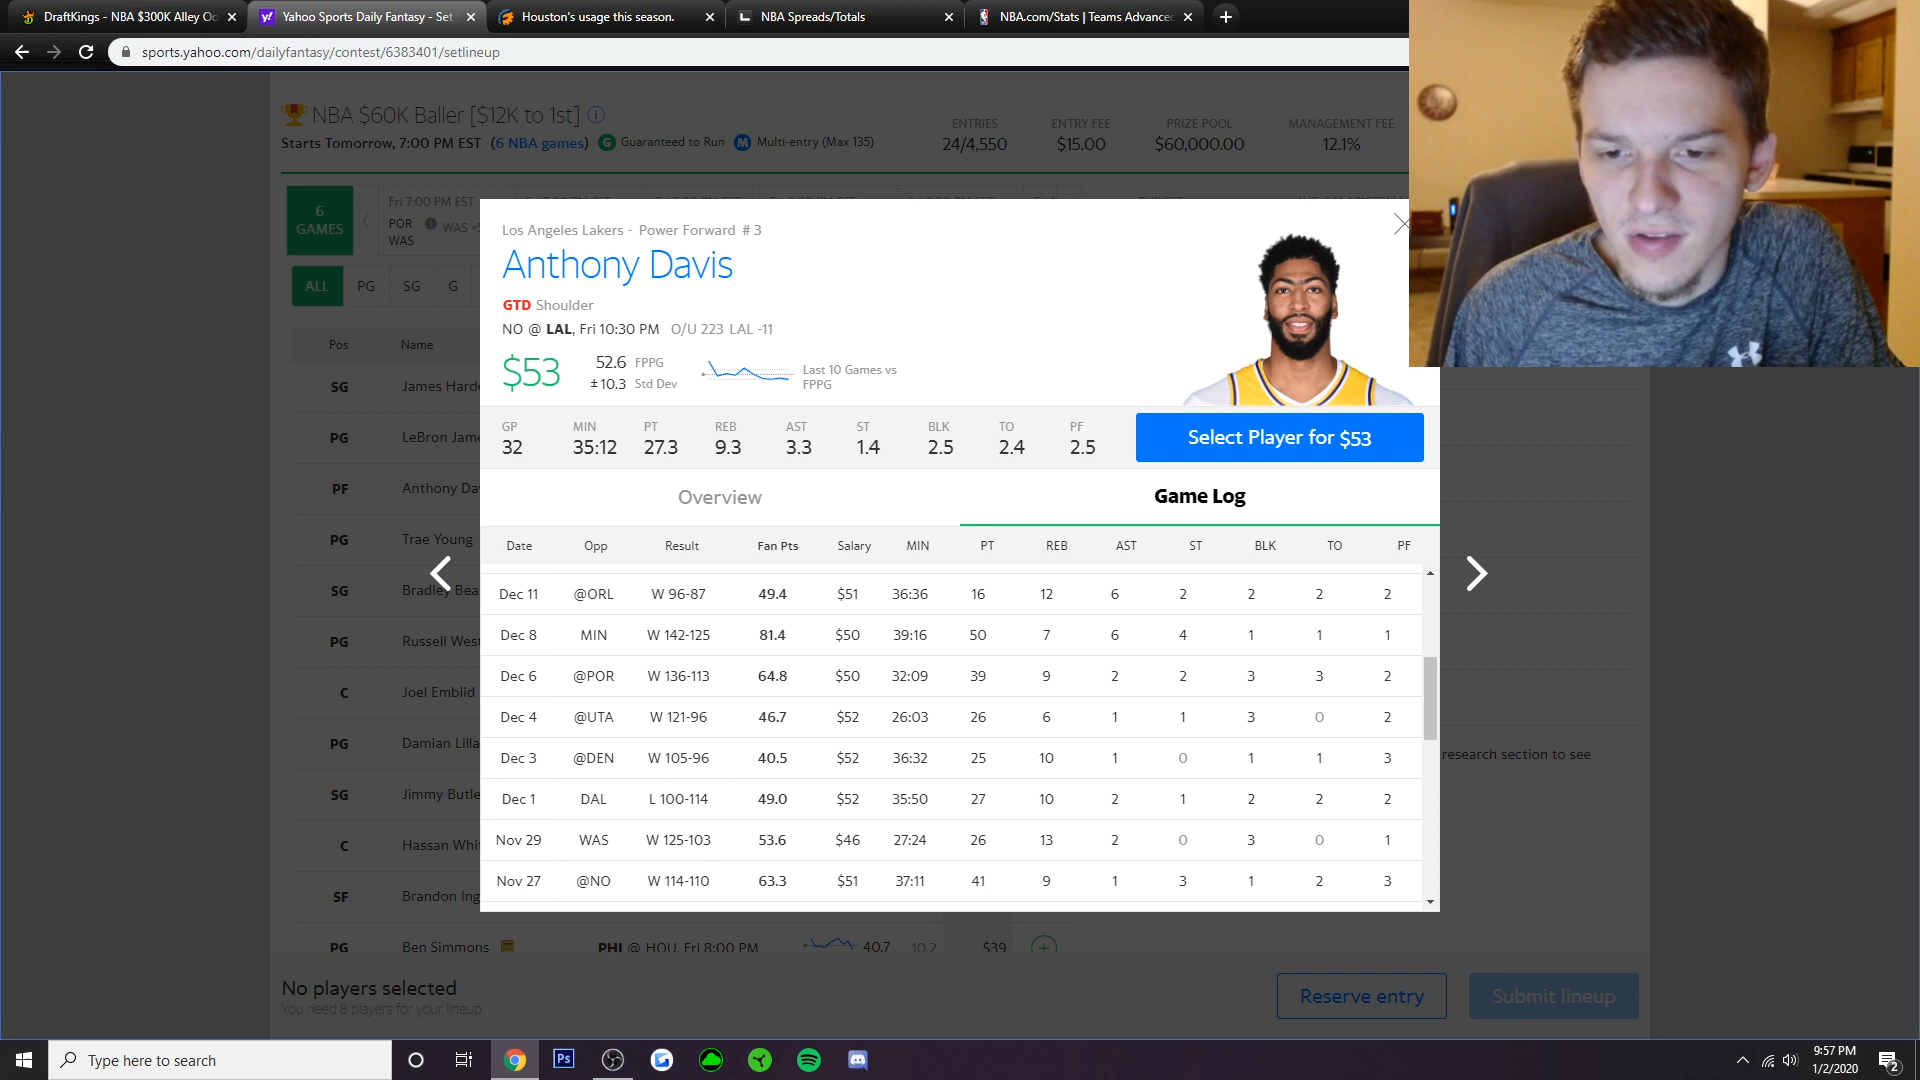 DraftKings - NBA $300K Alley Oo
Yahoo Sports Daily Fantasy - Set
Houston's usage this season.
NBA Spreads/Totals
NBA.com/Stats | Teams Advanced
sports.yahoo.com/dailyfantasy/contest/6383401/setlineup
NBA $60K Baller [$12K to 1st]
ENTRIES ENTRY FEE PRIZE POOL MANAGEMENT FEE
24/4,550 $15.00 $60,000.00 12.1%
Starts Tomorrow, 7:00 PM EST (6 NBA games) G Guaranteed to Run M Multi-entry (Max 135)
6 GAMES
Fri 7:00 PM EST
POR
WAS
WAS
ALL PG SG G
Pos Name
SG James Harde
PG LeBron Jame
PF Anthony Da
PG Trae Young
SG Bradley Bea
PG Russell West
C Joel Embiid
PG Damian Lilla
SG Jimmy Butle
C Hassan Whi
SF Brandon Ing
PG Ben Simmons PHI @ HOU, Fri 8:00 PM 40.7 10.2 $39
Los Angeles Lakers - Power Forward # 3
Anthony Davis
GTD Shoulder
NO @ LAL, Fri 10:30 PM O/U 223 LAL -11
$53 52.6 FPPG
±10.3 Std Dev
Last 10 Games vs
FPPG
GP MIN PT REB AST ST BLK TO PF
32 35:12 27.3 9.3 3.3 1.4 2.5 2.4 2.5
Select Player for $53
Overview Game Log
Date Opp Result Fan Pts Salary MIN PT REB AST ST BLK TO PF
Dec 11 @ORL W 96-87 49.4 $51 36:36 16 12 6 2 2 2 2
Dec 8 MIN W 142-125 81.4 $50 39:16 50 7 6 4 1 1 1
Dec 6 @POR W 136-113 64.8 $50 32:09 39 9 2 2 3 3 2
Dec 4 @UTA W 121-96 46.7 $52 26:03 26 6 1 1 3 0 2
Dec 3 @DEN W 105-96 40.5 $52 36:32 25 10 1 0 1 1 3
Dec 1 DAL L 100-114 49.0 $52 35:50 27 10 2 1 2 2 2
Nov 29 WAS W 125-103 53.6 $46 27:24 26 13 2 0 3 0 1
Nov 27 @NO W 114-110 63.3 $51 37:11 41 9 1 3 1 2 3
research section to see
No players selected
You need 8 players for your lineup
Reserve entry
Submit lineup
Type here to search
Ps
9:57 PM
1/2/2020
2